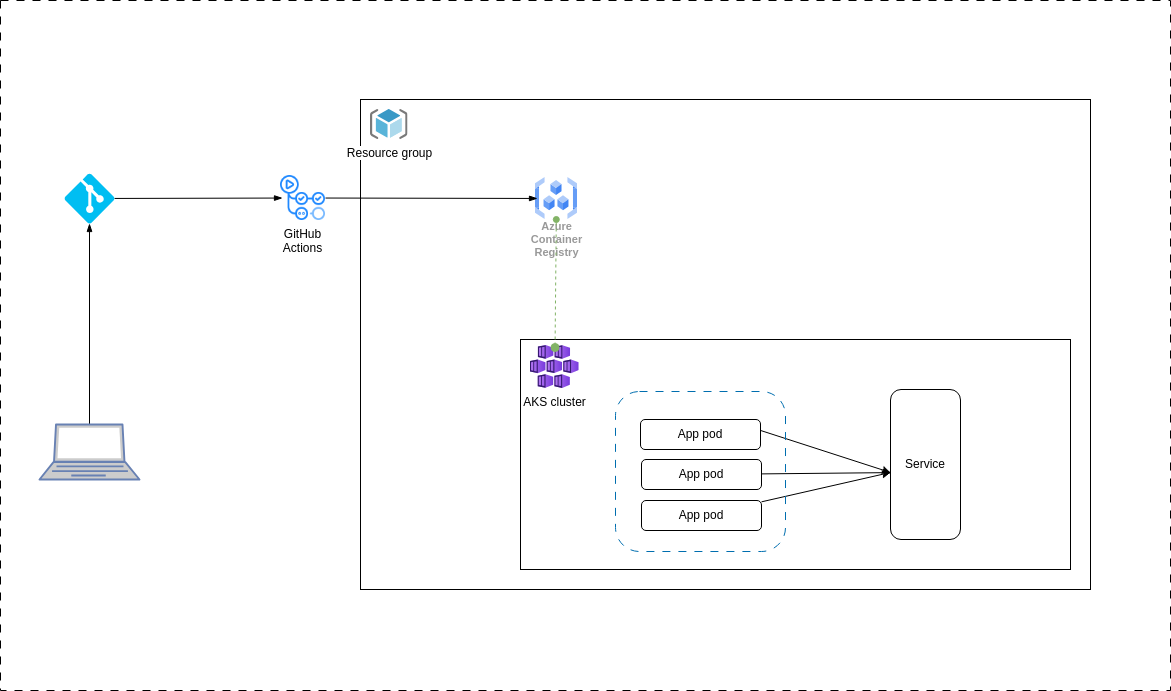 Resource group
GitHub
Actions
Azure
Container
Registry
AKS cluster
App pod
App pod
App pod
Service